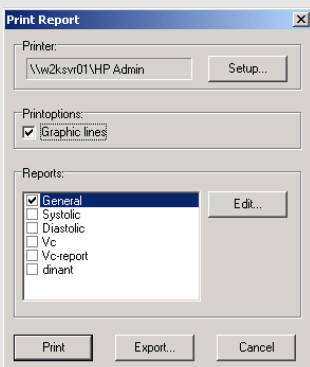 Print Report
Printer:
\\w2ksvr01\HP Admin
Setup...
Printoptions:
Graphic lines
Reports:
General
Edit...
Systolic
Diastolic
Vc
Vc-report
dinant
Print
Export...
Cancel